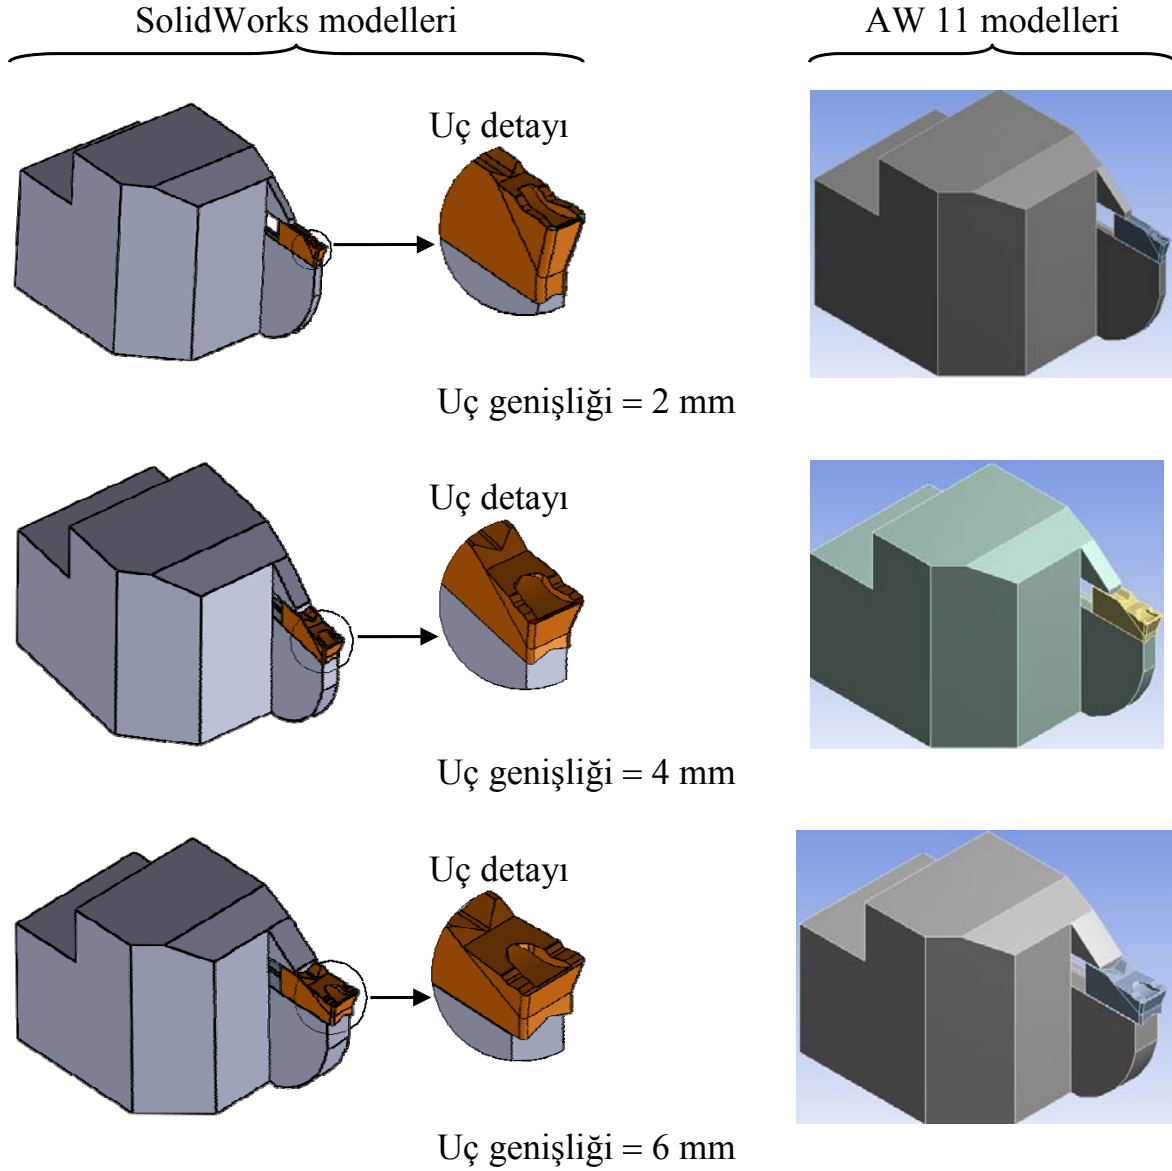 SolidWorks modelleri
AW 11 modelleri
Uç detayı
Uç genişliği = 2 mm
Uç detayı
Uç genişliği = 4 mm
Uç detayı
Uç genişliği = 6 mm